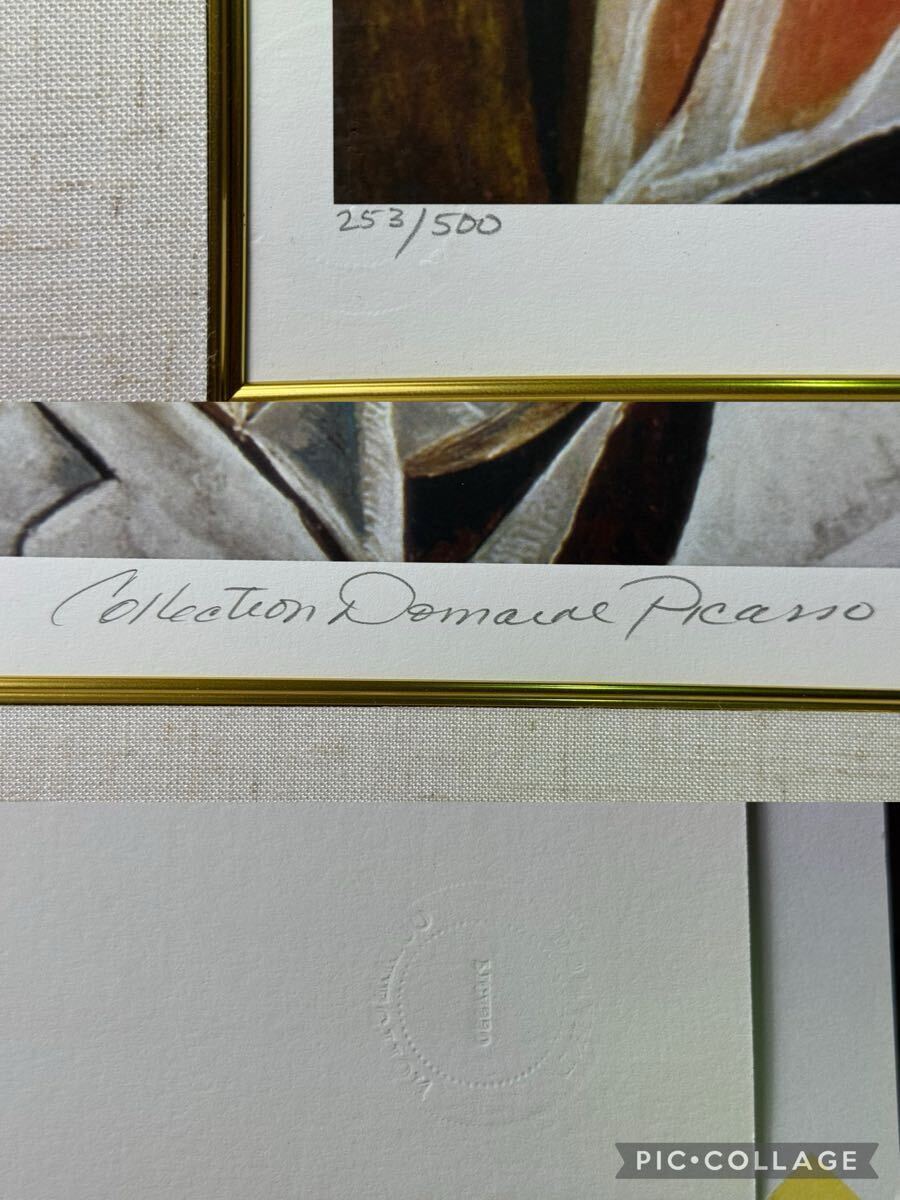 253/500
Collection Domaine Picasso
PIC•COLLAGE